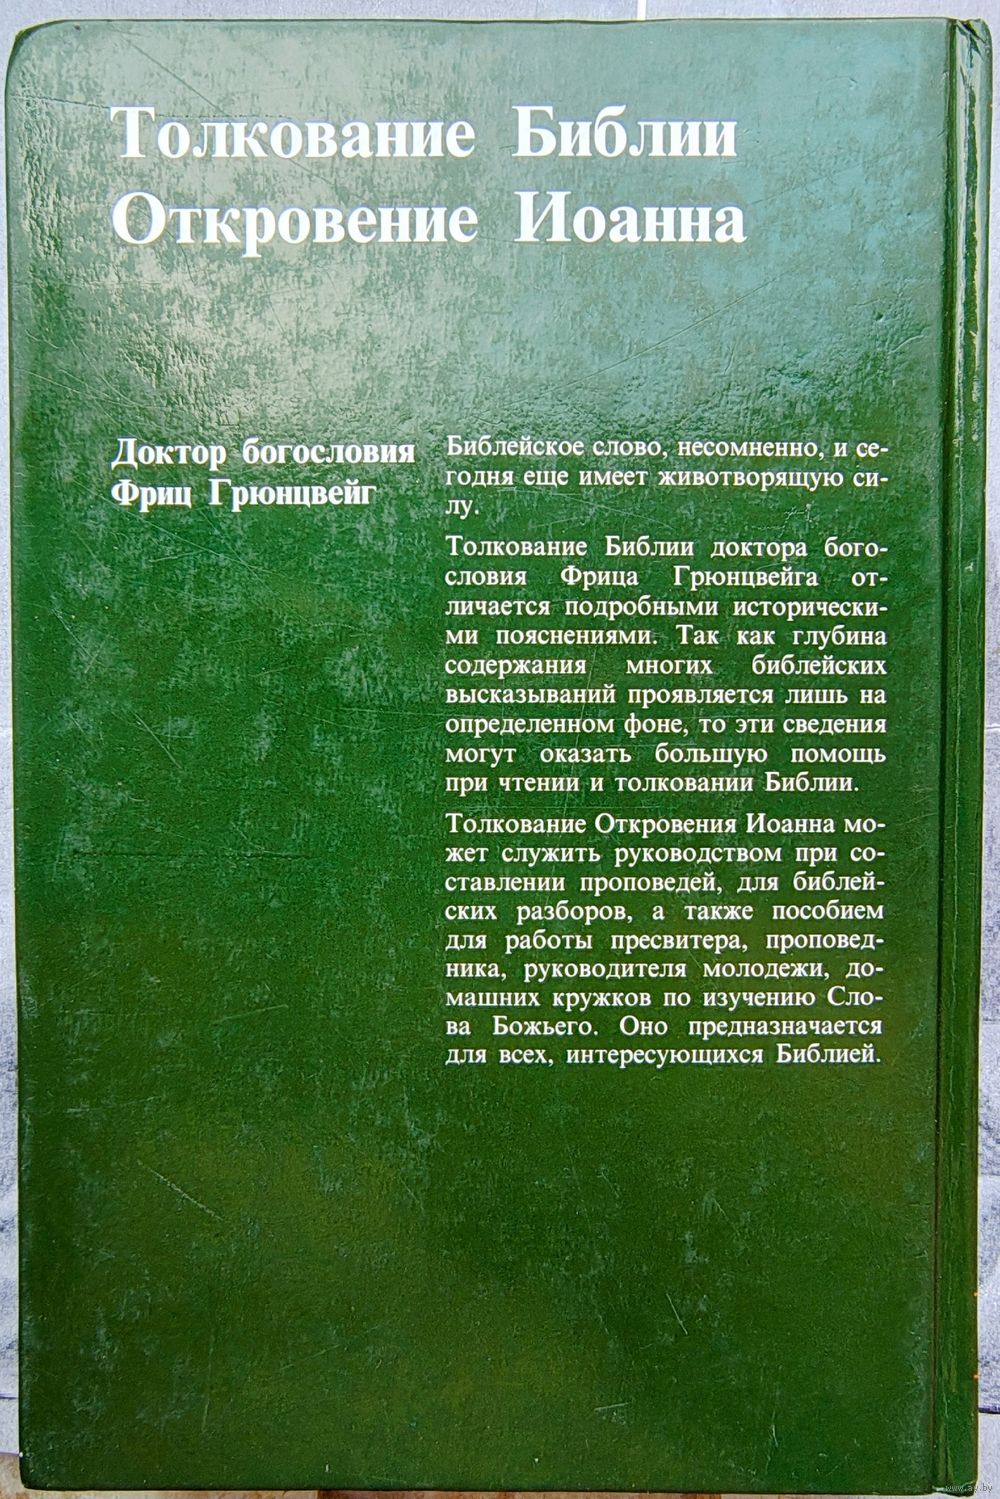 Толкование Библии
Откровение Иоанна
Доктор богословия
Фриц Грюнцвейг
Библейское слово, несомненно, и се-
годня еще имеет животворящую си-
лу.
Толкование Библии доктора бого-
словия Фрица Грюнцвейга от-
личается подробными исторически-
ми пояснениями. Так как глубина
содержания многих библейских
высказываний проявляется лишь на
определенном фоне, то эти сведения
могут оказать большую помощь
при чтении и толковании Библии.
Толкование Откровения Иоанна мо-
жет служить руководством при со-
ставлении проповедей, для библей-
ских разборов, а также пособием
для работы пресвитера, проповед-
ника, руководителя молодежи, до-
машних кружков по изучению Сло-
ва Божьего. Оно предназначается
для всех, интересующихся Библией.
www.ay.by